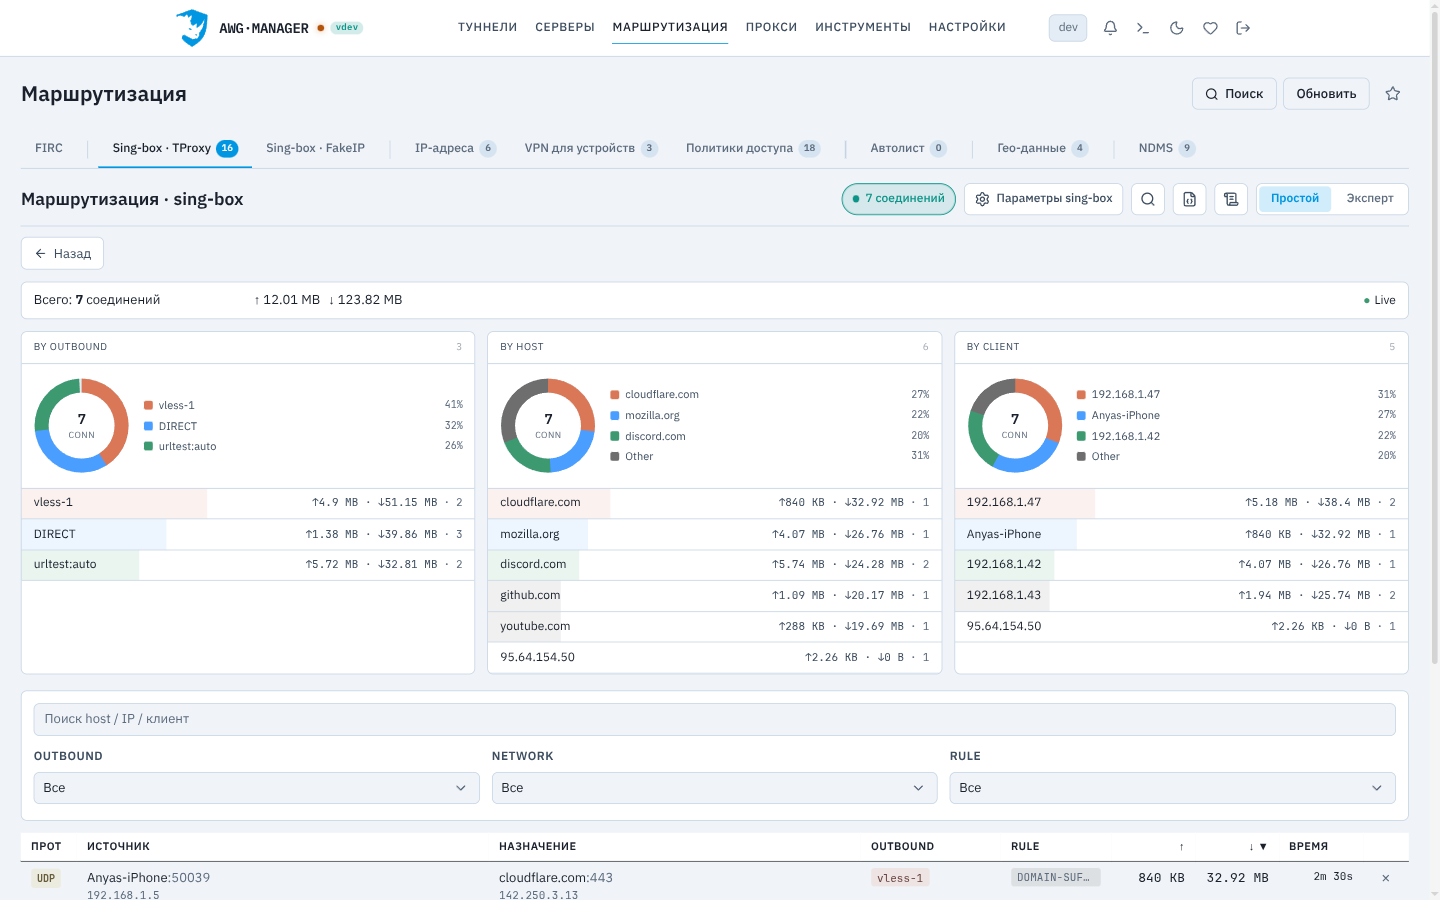 AWG·MANAGER vdev ТУННЕЛИ СЕРВЕРЫ МАРШРУТИЗАЦИЯ ПРОКСИ ИНСТРУМЕНТЫ НАСТРОЙКИ dev
Маршрутизация Поиск Обновить
FIRC Sing-box · TProxy 16 Sing-box · FakeIP IP-адреса 6 VPN для устройств 3 Политики доступа 18 Автолист 0 Гео-данные 4 NDMS 9
Маршрутизация · sing-box 7 соединений Параметры sing-box Простой Эксперт
Назад
Всего: 7 соединений ↑ 12.01 MB ↓ 123.82 MB Live
BY OUTBOUND 3
7
CONN
vless-1 41%
DIRECT 32%
urltest:auto 26%
vless-1 ↑4.9 MB · ↓51.15 MB · 2
DIRECT ↑1.38 MB · ↓39.86 MB · 3
urltest:auto ↑5.72 MB · ↓32.81 MB · 2
BY HOST 6
7
CONN
cloudflare.com 27%
mozilla.org 22%
discord.com 20%
Other 31%
cloudflare.com ↑840 KB · ↓32.92 MB · 1
mozilla.org ↑4.07 MB · ↓26.76 MB · 1
discord.com ↑5.74 MB · ↓24.28 MB · 2
github.com ↑1.09 MB · ↓20.17 MB · 1
youtube.com ↑288 KB · ↓19.69 MB · 1
95.64.154.50 ↑2.26 KB · ↓0 B · 1
BY CLIENT 5
7
CONN
192.168.1.47 31%
Anyas-iPhone 27%
192.168.1.42 22%
Other 20%
192.168.1.47 ↑5.18 MB · ↓38.4 MB · 2
Anyas-iPhone ↑840 KB · ↓32.92 MB · 1
192.168.1.42 ↑4.07 MB · ↓26.76 MB · 1
192.168.1.43 ↑1.94 MB · ↓25.74 MB · 2
95.64.154.50 ↑2.26 KB · ↓0 B · 1
Поиск host / IP / клиент
OUTBOUND NETWORK RULE
Все Все Все
ПРОТ ИСТОЧНИК НАЗНАЧЕНИЕ OUTBOUND RULE ↑ ↓ ▼ ВРЕМЯ
UDP Anyas-iPhone:50039 cloudflare.com:443 vless-1 DOMAIN-SUF… 840 KB 32.92 MB 2m 30s ×
192.168.1.5 142.250.3.13